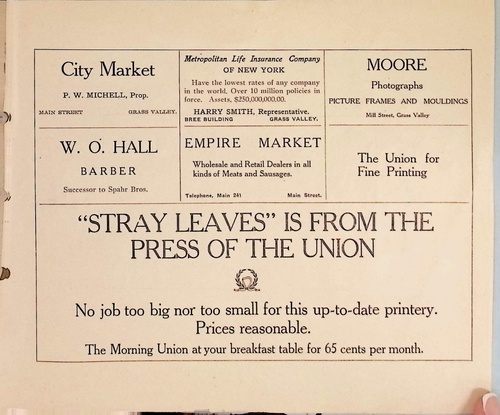 City Market
P. W. MICHELL, Prop.
MAIN STREET GRASS VALLEY.
Metropolitan Life Insurance Company
OF NEW YORK
Have the lowest rates of any company
in the world. Over 10 million policies in
force. Assets, $250,000,000.00.
HARRY SMITH, Representative.
BREE BUILDING GRASS VALLEY.
MOORE
Photographs
PICTURE FRAMES AND MOULDINGS
Mill Street, Grass Valley
W. O. HALL
BARBER
Successor to Spahr Bros.
EMPIRE MARKET
Wholesale and Retail Dealers in all
kinds of Meats and Sausages.
Telephone, Main 241 Main Street.
The Union for
Fine Printing
"STRAY LEAVES" IS FROM THE
PRESS OF THE UNION
No job too big nor too small for this up-to-date printery.
Prices reasonable.
The Morning Union at your breakfast table for 65 cents per month.